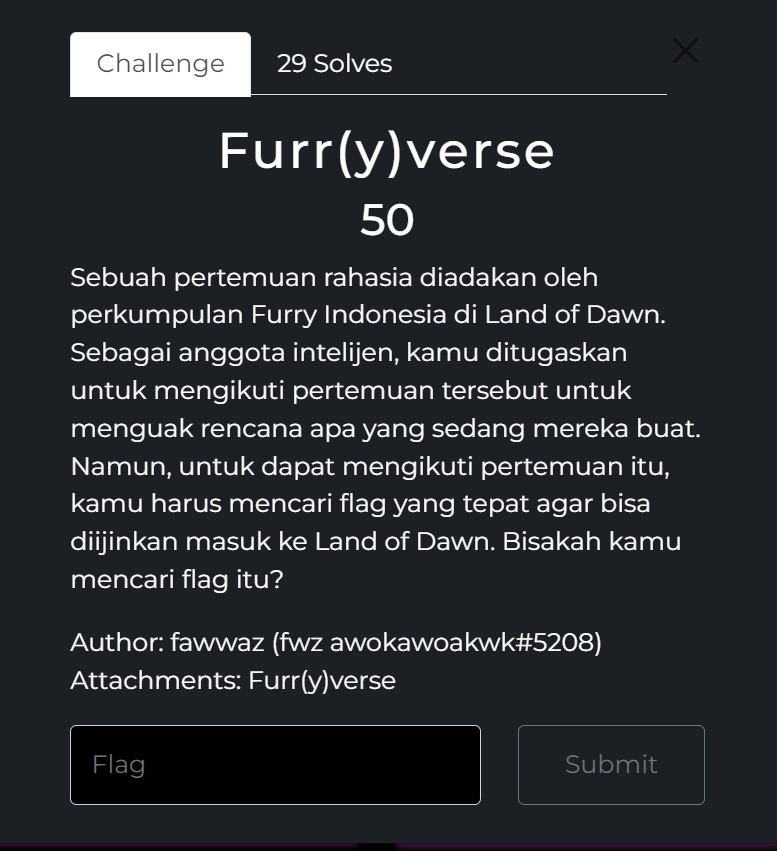 Challenge
29 Solves
Furr(y)verse
50
Sebuah pertemuan rahasia diadakan oleh
perkumpulan Furry Indonesia di Land of Dawn.
Sebagai anggota intelijen, kamu ditugaskan
untuk mengikuti pertemuan tersebut untuk
menguak rencana apa yang sedang mereka buat.
Namun, untuk dapat mengikuti pertemuan itu,
kamu harus mencari flag yang tepat agar bisa
diijinkan masuk ke Land of Dawn. Bisakah kamu
mencari flag itu?
Author: fawwaz (fwz awokawoakwk#5208)
Attachments: Furr(y)verse
Flag
Submit